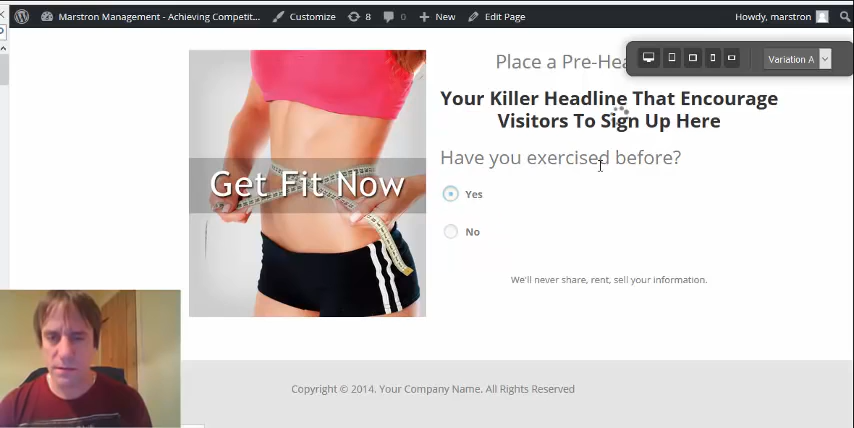 Marstron Management - Achieving Competit... Customize 8 0 New Edit Page Howdy, marstron
Variation A
Place a Pre-Hea
Your Killer Headline That Encourage
Visitors To Sign Up Here
Have you exercised before?
Yes
No
Get Fit Now
We'll never share, rent, sell your information.
Copyright © 2014. Your Company Name. All Rights Reserved